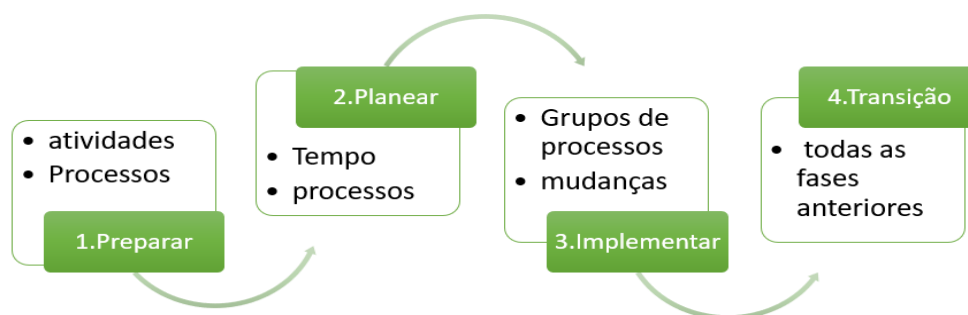 • atividades
• Processos
1.Preparar
2.Planear
• Tempo
• processos
• Grupos de
processos
• mudanças
3.Implementar
4.Transição
• todas as
fases
anteriores